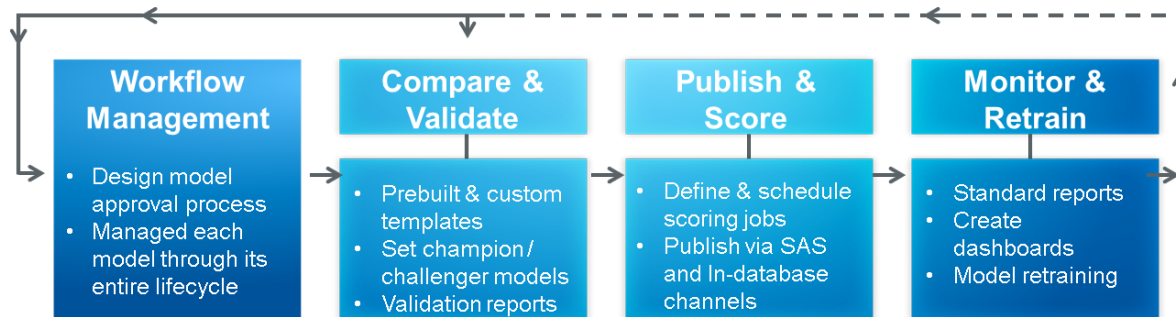 Workflow
Management
• Design model
approval process
• Managed each
model through its
entire lifecycle
Compare &
Validate
• Prebuilt & custom
templates
• Set champion /
challenger models
• Validation reports
Publish &
Score
• Define & schedule
scoring jobs
• Publish via SAS
and In-database
channels
Monitor &
Retrain
• Standard reports
• Create
dashboards
• Model retraining